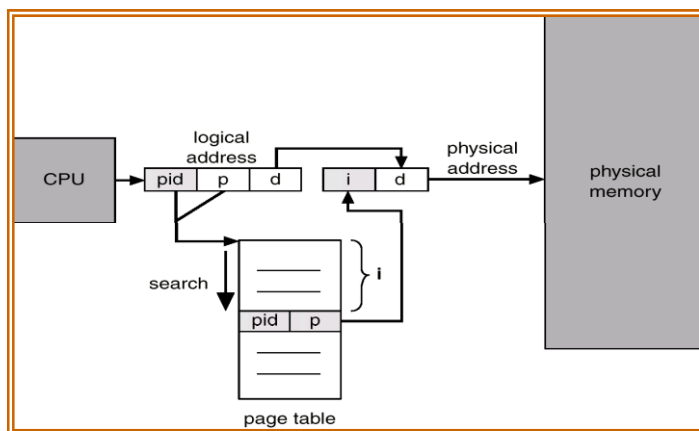 logical
address
physical
address
CPU
pid p d
i d
physical
memory
search
i
pid p
page table